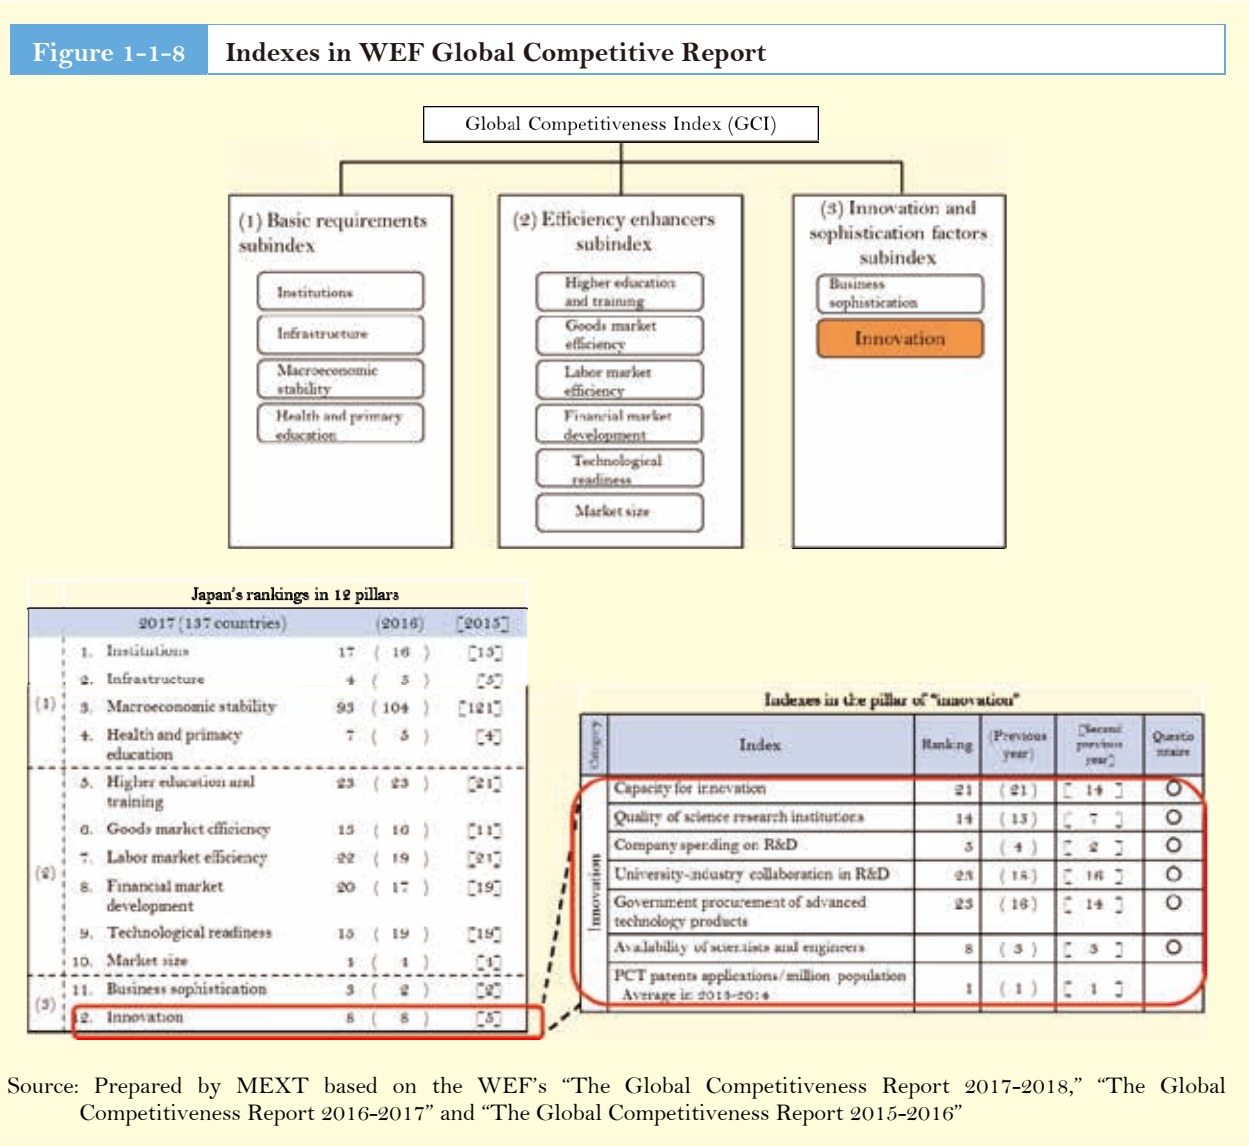 Figure 1-1-8 Indexes in WEF Global Competitive Report
Global Competitiveness Index (GCI)
(1) Basic requirements
subindex
Institutions
Infrastructure
Macroeconomic
stability
Health and primary
education
(2) Efficiency enhancers
subindex
Higher education
and training
Goods market
efficiency
Labor market
efficiency
Financial market
development
Technological
readiness
Market size
(3) Innovation and
sophistication factors
subindex
Business
sophistication
Innovation
Japan's rankings in 12 pillars
2017 (137 countries) (2016) [2015]
(1)
1. Institutions 17 ( 16 ) [13]
2. Infrastructure 4 ( 5 ) [5]
3. Macroeconomic stability 93 (104 ) [121]
4. Health and primacy 7 ( 5 ) [4]
education
(2)
5. Higher education and 23 ( 23 ) [21]
training
6. Goods market efficiency 13 ( 16 ) [11]
7. Labor market efficiency 22 ( 19 ) [21]
8. Financial market 20 ( 17 ) [19]
development
9. Technological readiness 15 ( 19 ) [19]
10. Market size 4 ( 4 ) [4]
(3)
11. Business sophistication 3 ( 2 ) [2]
12. Innovation 8 ( 8 ) [5]
Indexes in the pillar of "innovation"
Category Index Ranking (Previous year) [Second previous year] Questio nnaire
Innovation
Capacity for innovation 21 ( 21 ) [ 14 ] O
Quality of science research institutions 14 ( 13 ) [ 7 ] O
Company spending on R&D ( 4 ) [ 2 ] O
University-industry collaboration in R&D 23 ( 18 ) [ 16 ] O
Government procurement of advanced 23 ( 16 ) [ 14 ] O
technology products
Availability of scientists and engineers 8 ( 3 ) [ 3 ] O
PCT patents applications/million population 1 ( 1 ) [ 1 ]
Average in 2013-2014
Source: Prepared by MEXT based on the WEF's "The Global Competitiveness Report 2017-2018," "The Global
Competitiveness Report 2016-2017" and "The Global Competitiveness Report 2015-2016"